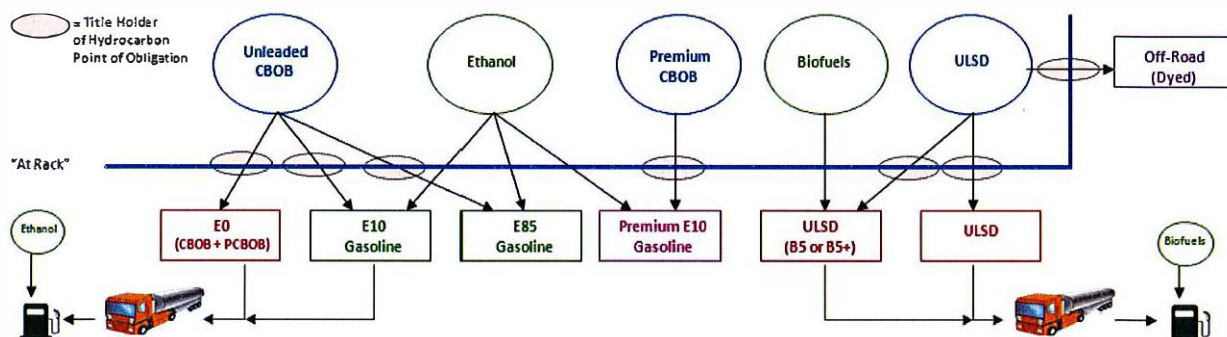 = Title Holder
of Hydrocarbon
Point of Obligation
Unleaded
CBOB
Ethanol
Premium
CBOB
Biofuels
ULSD
Off-Road
(Dyed)
"At Rack"
E0
(CBOB + PCBOB)
E10
Gasoline
E85
Gasoline
Premium E10
Gasoline
ULSD
(B5 or B5+)
ULSD
Ethanol
Biofuels